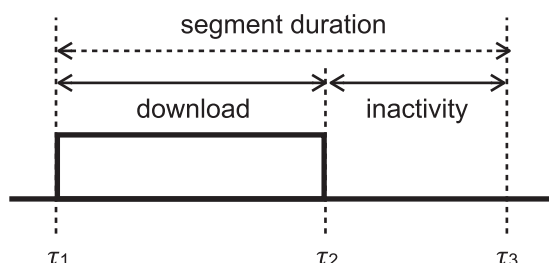 segment duration
download inactivity
τ1 τ2 τ3